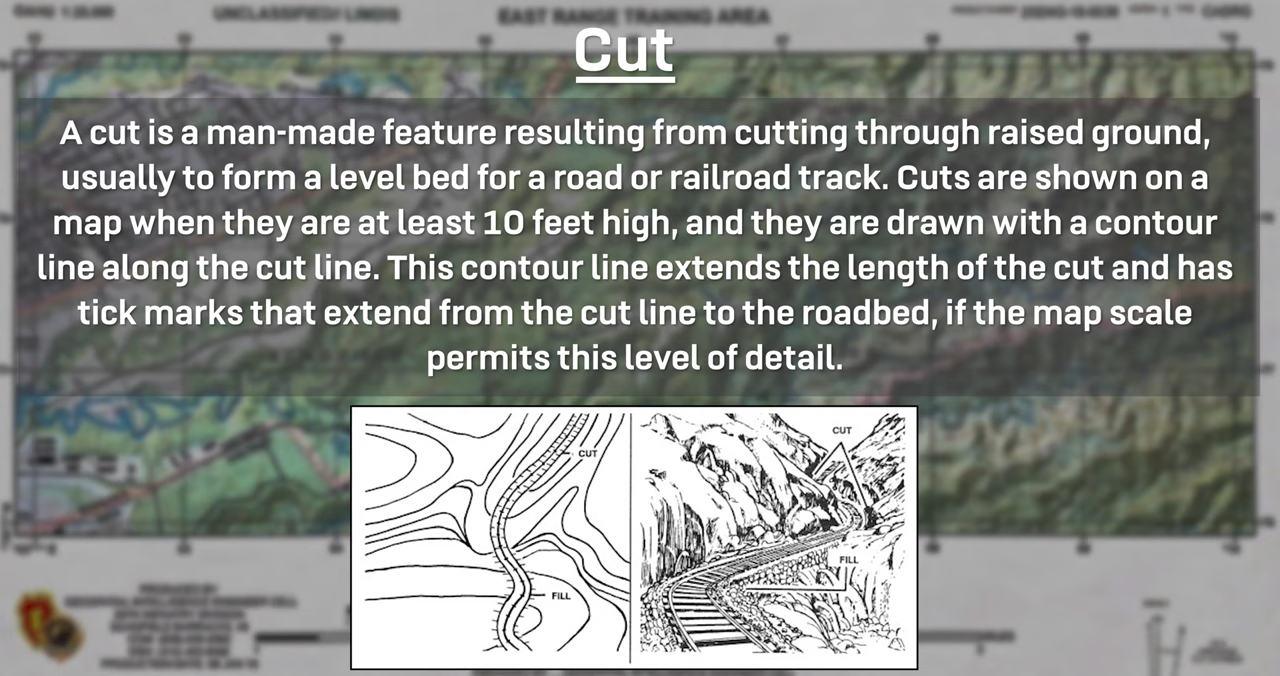 UNCLASSIFIED// LIMDIS
EAST RANGE TRAINING AREA
Cut
A cut is a man-made feature resulting from cutting through raised ground,
usually to form a level bed for a road or railroad track. Cuts are shown on a
map when they are at least 10 feet high, and they are drawn with a contour
line along the cut line. This contour line extends the length of the cut and has
tick marks that extend from the cut line to the roadbed, if the map scale
permits this level of detail.
CUT
FILL
CUT
FILL
PRODUCED BY